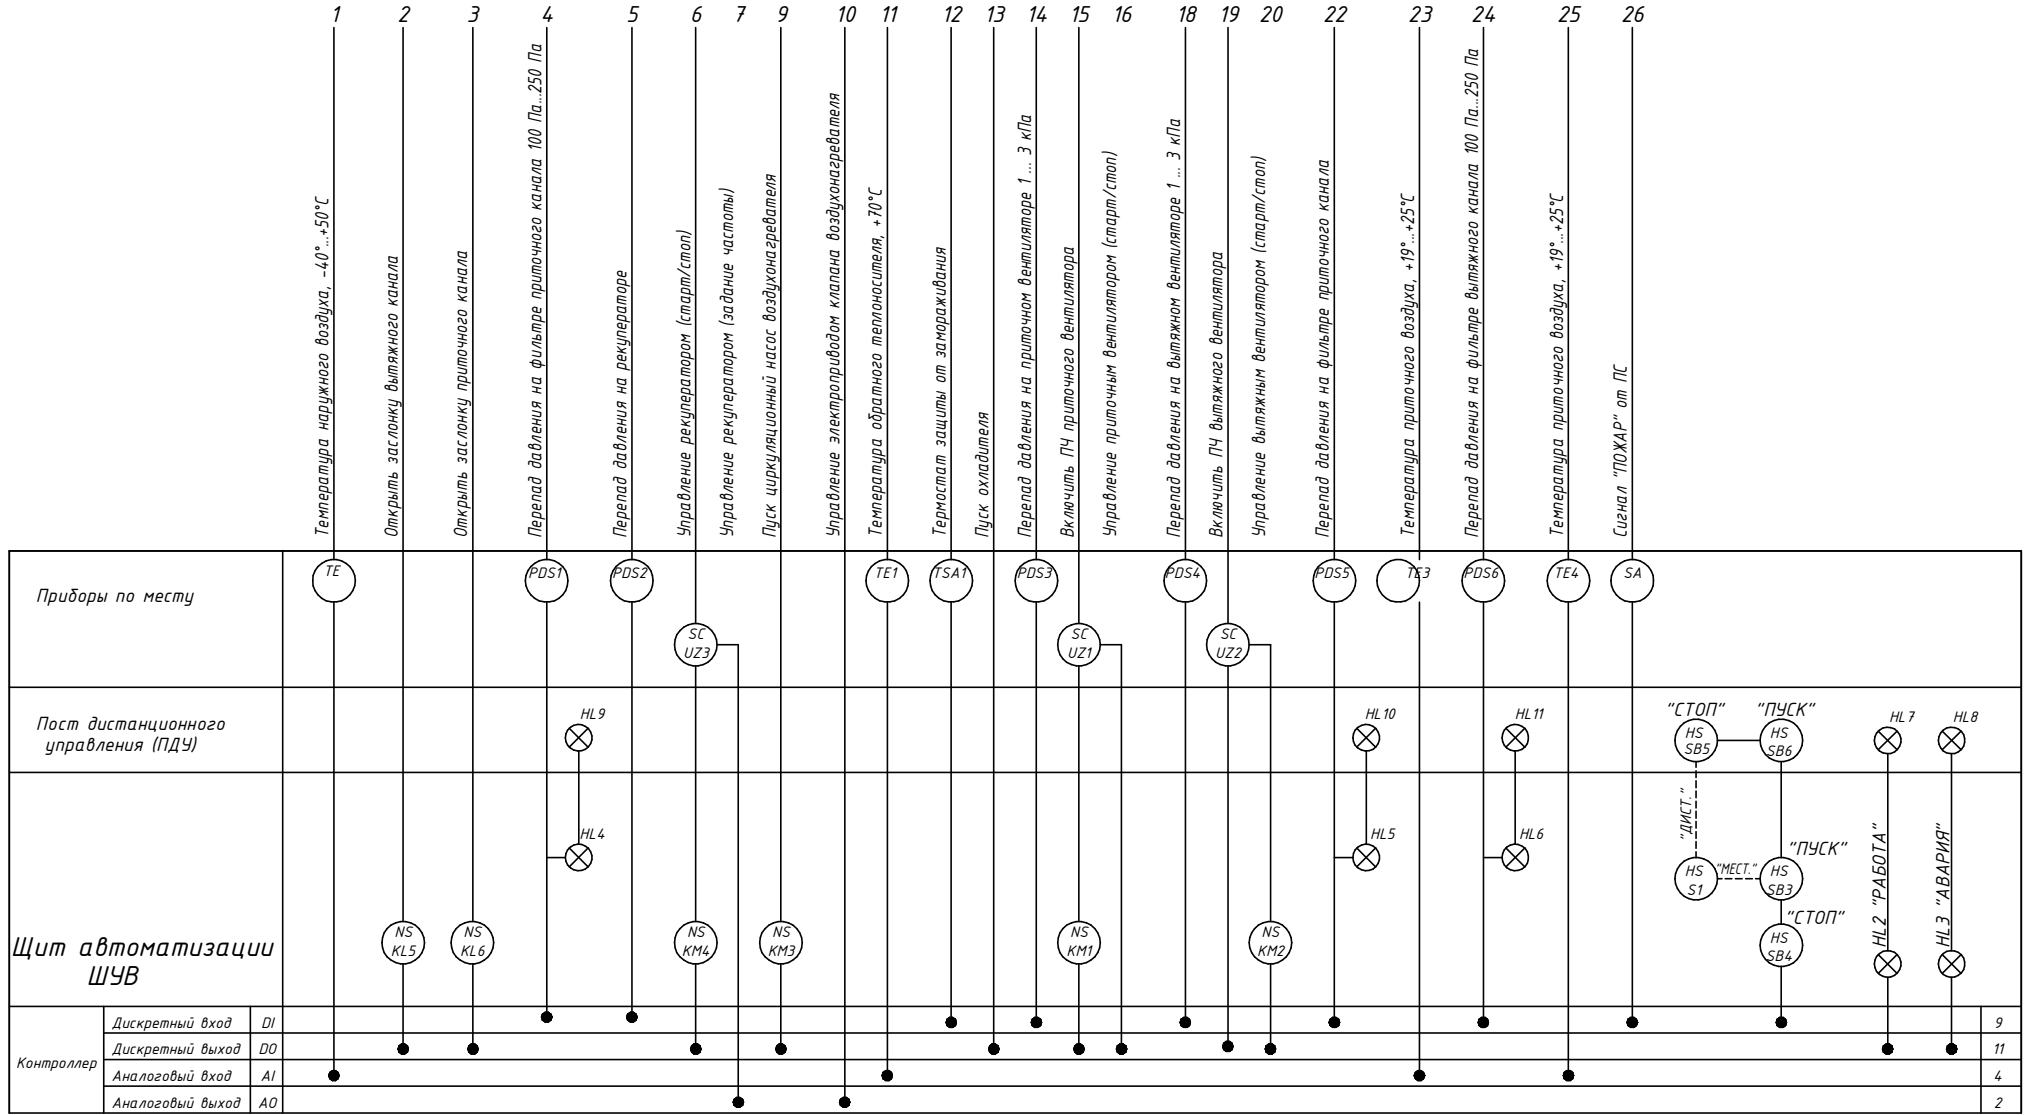 1 2 3 4 5 6 7 9 10 11 12 13 14 15 16 18 19 20 22 23 24 25 26
Температура наружного воздуха, -40°...+50°С
Открыть заслонку вытяжного канала
Открыть заслонку приточного канала
Перепад давления на фильтре приточного канала 100 Па...250 Па
Перепад давления на рекуператоре
Управление рекуператором (старт/стоп)
Управление рекуператором (задание частоты)
Пуск циркуляционный насос воздухонагревателя
Управление электроприводом клапана воздухонагревателя
Температура обратного теплоносителя, +70°С
Термостат защиты от замораживания
Пуск охладителя
Перепад давления на приточном вентиляторе 1 ... 3 кПа
Включить ПЧ приточного вентилятора
Управление приточным вентилятором (старт/стоп)
Перепад давления на вытяжном вентиляторе 1 ... 3 кПа
Включить ПЧ вытяжного вентилятора
Управление вытяжным вентилятором (старт/стоп)
Перепад давления на фильтре приточного канала
Температура приточного воздуха, +19°...+25°С
Перепад давления на фильтре вытяжного канала 100 Па...250 Па
Температура приточного воздуха, +19°...+25°С
Сигнал "ПОЖАР" от ПС
Приборы по месту
TE PDS1 PDS2 TE1 TSA1 PDS3 PDS4 PDS5 TE3 PDS6 TE4 SA
SC SC SC
UZ3 UZ1 UZ2
Пост дистанционного
управления (ПДУ)
HL9 HL10 HL11 "СТОП" "ПУСК" HL7 HL8
HS HS
SB5 SB6
"ДИСТ."
HL4 HL5 HL6
"ПУСК"
HS "МЕСТ." HS
S1 SB3
"СТОП"
HS
SB4
HL2 "РАБОТА"
HL3 "АВАРИЯ"
Щит автоматизации
ШУВ
NS NS NS NS NS NS
KL5 KL6 KM4 KM3 KM1 KM2
Контроллер
Дискретный вход DI 9
Дискретный выход DO 11
Аналоговый вход AI 4
Аналоговый выход AO 2